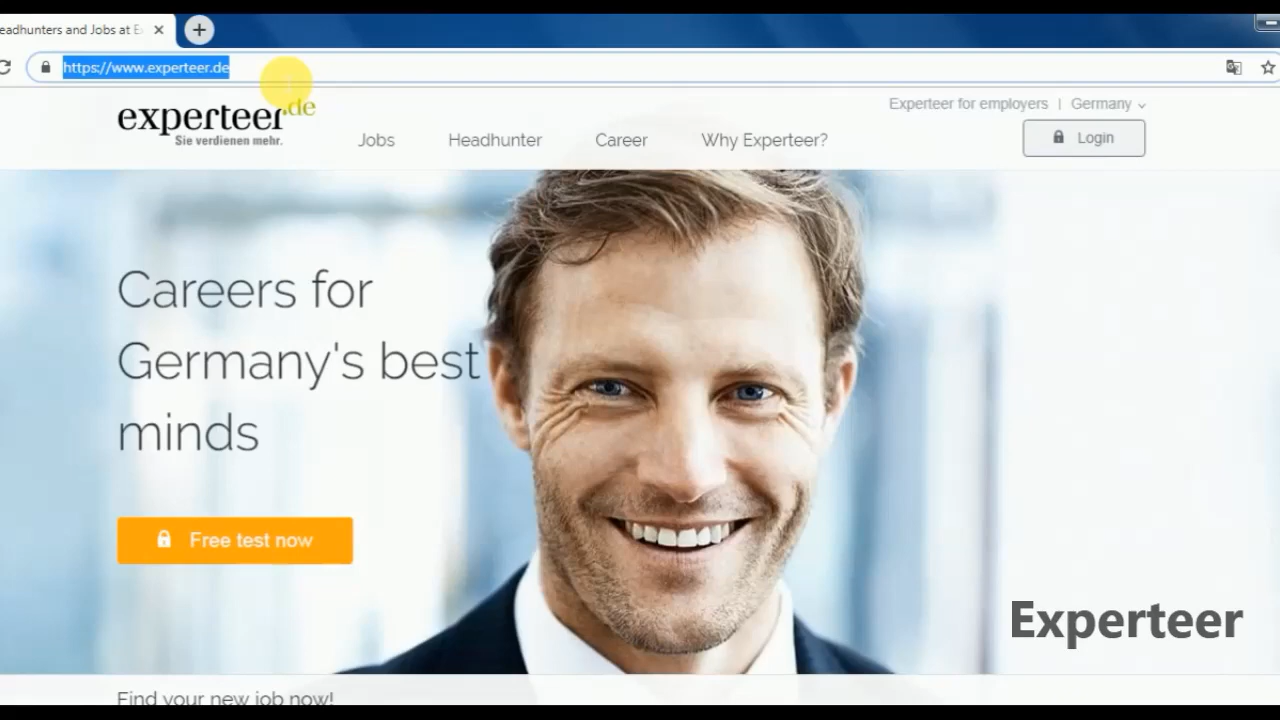 eadhunters and Jobs at E
https://www.experteer.de
experteer.de
Sie verdienen mehr.
Jobs
Headhunter
Career
Why Experteer?
Experteer for employers | Germany
Login
Careers for
Germany's best
minds
Free test now
Experteer
Find your new job now!